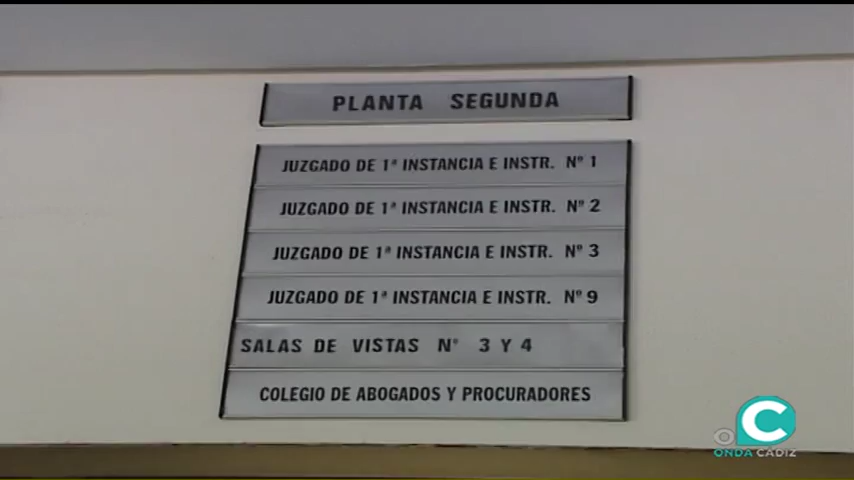 PLANTA SEGUNDA
JUZGADO DE 1ª INSTANCIA E INSTR. Nº 1
JUZGADO DE 1ª INSTANCIA E INSTR. Nº 2
JUZGADO DE 1ª INSTANCIA E INSTR. Nº 3
JUZGADO DE 1ª INSTANCIA E INSTR. Nº 9
SALAS DE VISTAS Nº 3 Y 4
COLEGIO DE ABOGADOS Y PROCURADORES
ONDA CÁDIZ